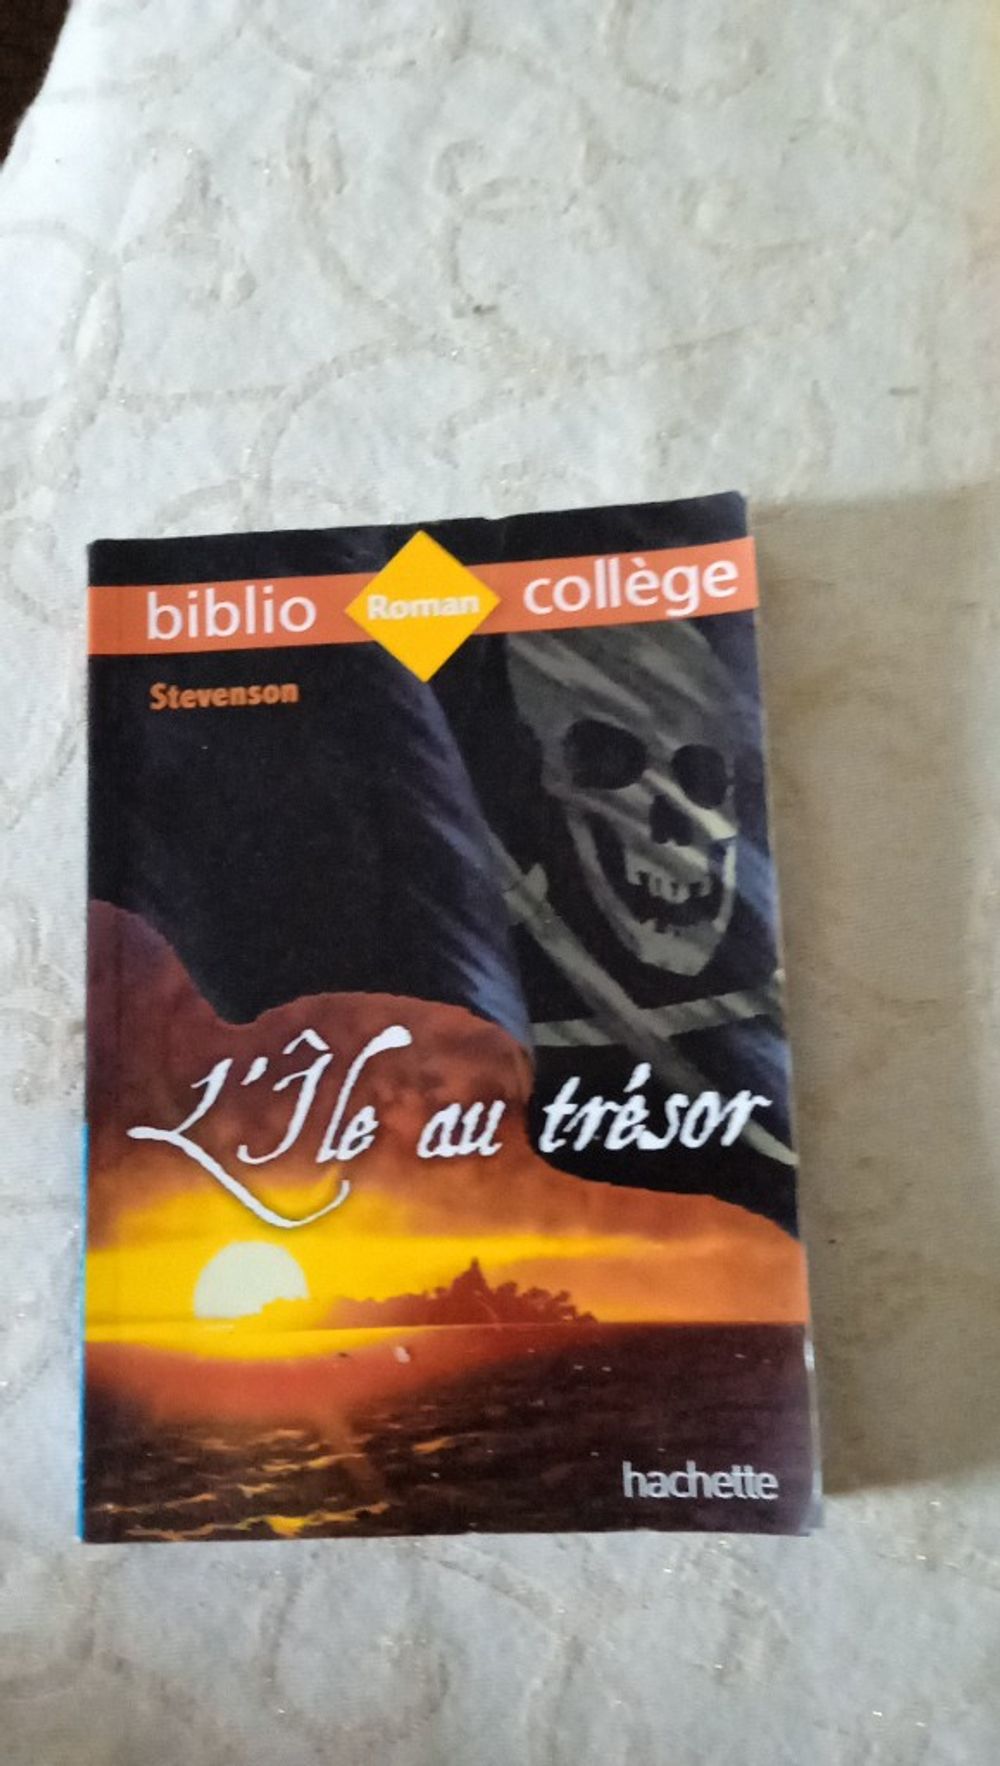 biblio Roman collège
Stevenson
L'Île au trésor
hachette